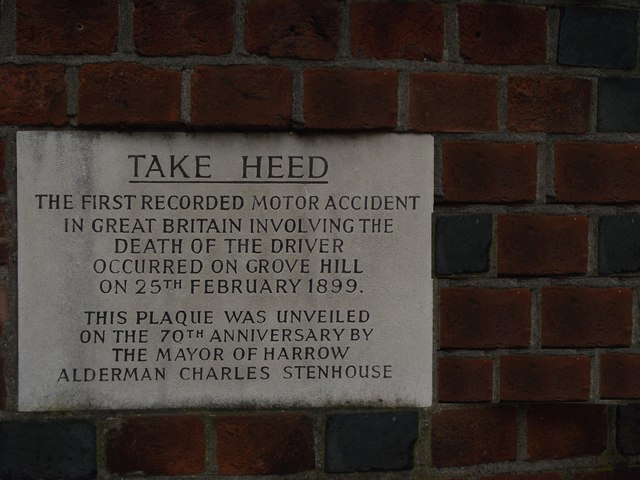 TAKE HEED
THE FIRST RECORDED MOTOR ACCIDENT
IN GREAT BRITAIN INVOLVING THE
DEATH OF THE DRIVER
OCCURRED ON GROVE HILL
ON 25TH FEBRUARY 1899.
THIS PLAQUE WAS UNVEILED
ON THE 70TH ANNIVERSARY BY
THE MAYOR OF HARROW
ALDERMAN CHARLES STENHOUSE